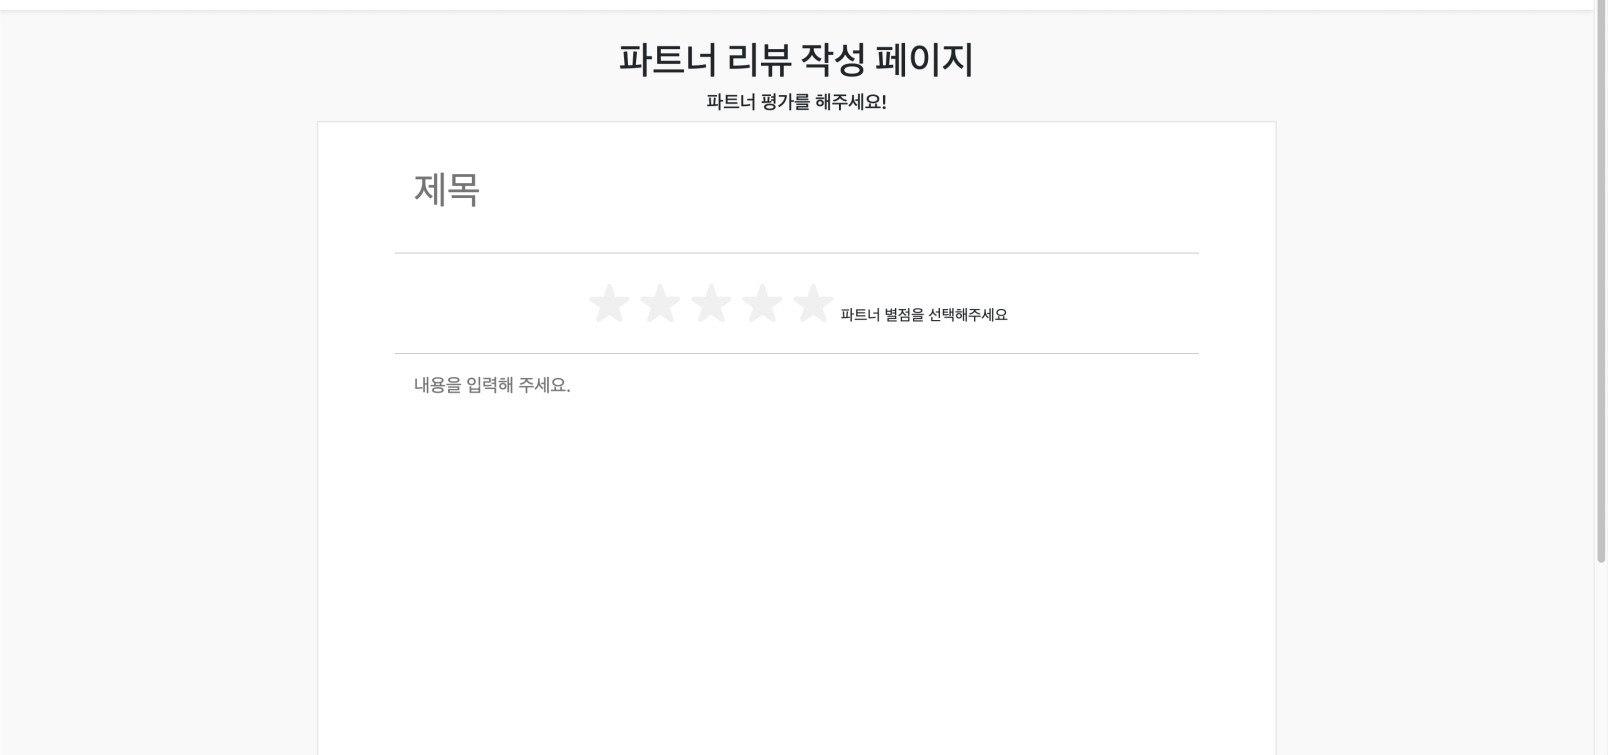 파트너 리뷰 작성 페이지
파트너 평가를 해주세요!
제목
파트너 별점을 선택해주세요
내용을 입력해 주세요.